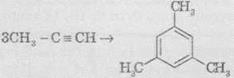 CH₃
3CH₃ – C ≡ CH →
H₃C CH₃